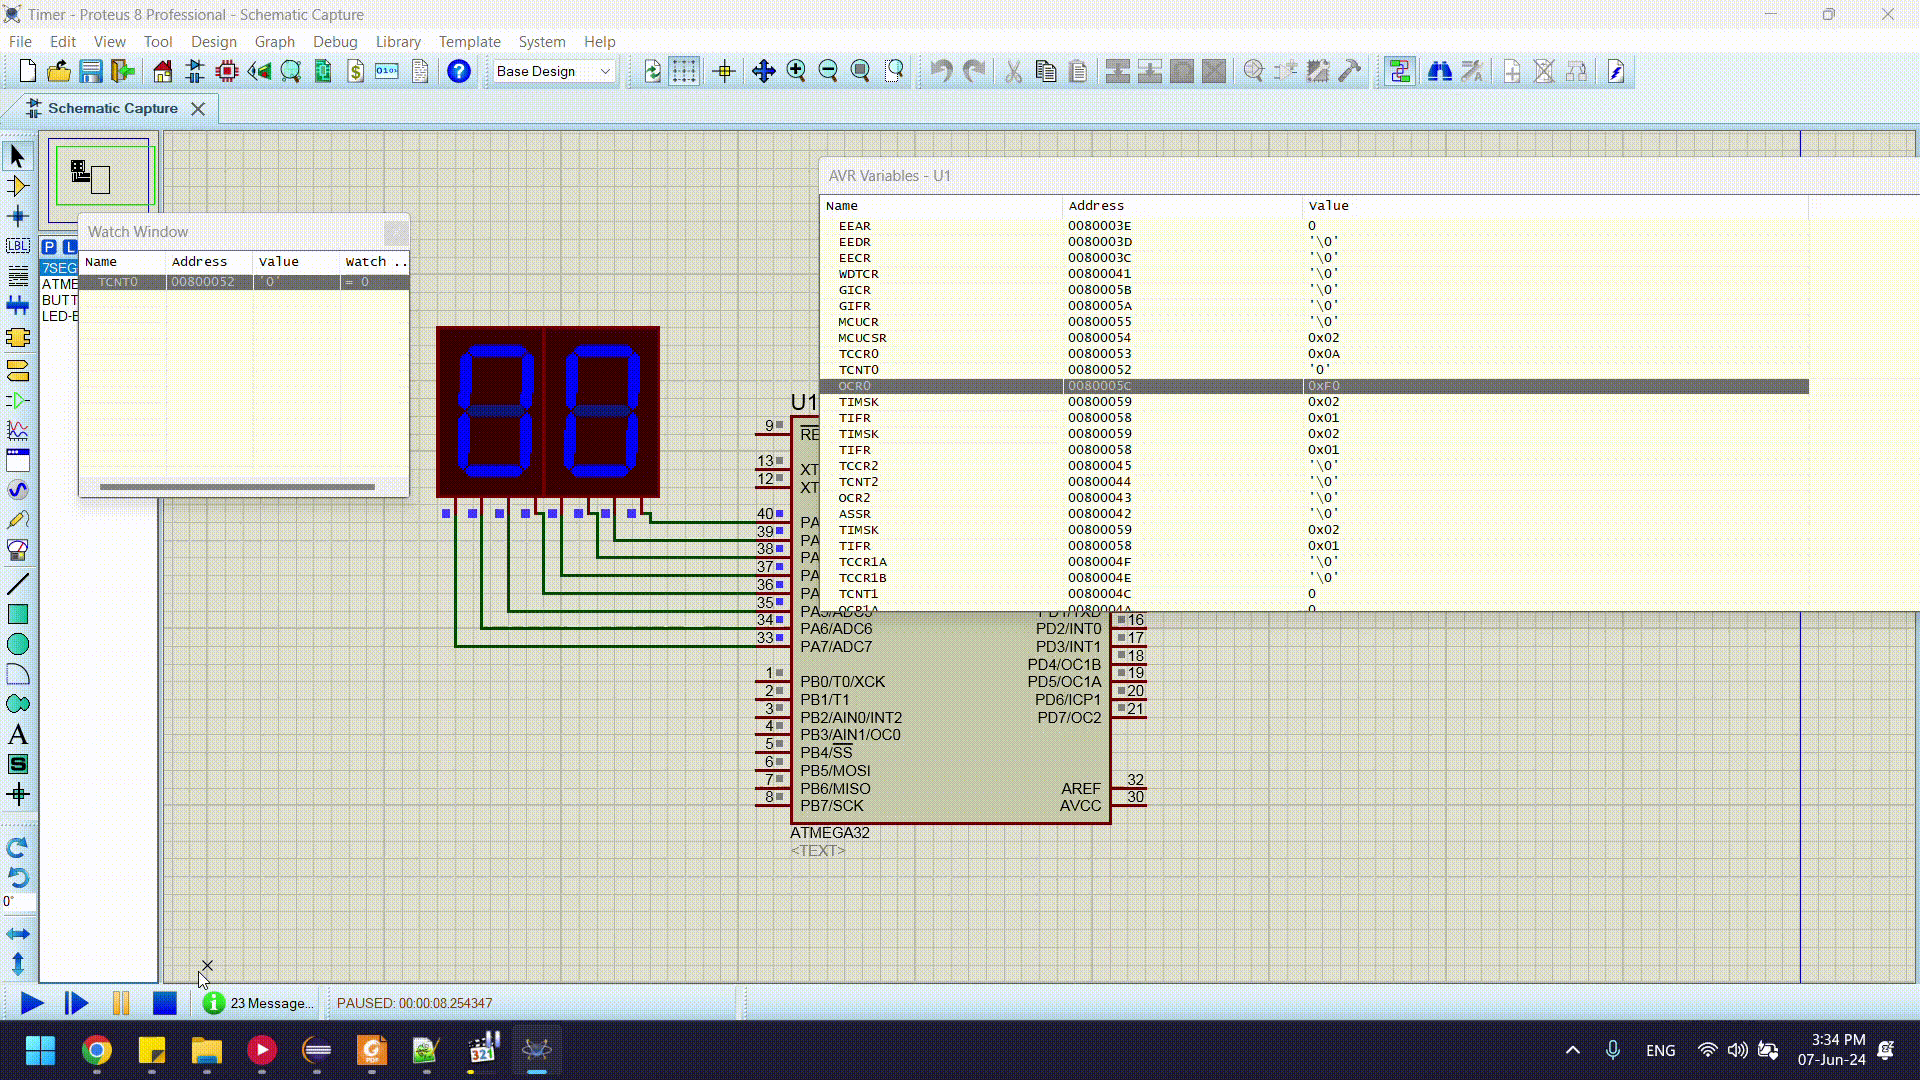 Timer - Proteus 8 Professional - Schematic Capture
File Edit View Tool Design Graph Debug Library Template System Help
Base Design
Schematic Capture
AVR Variables - U1
Name Address Value
EEAR 0080003E 0
EEDR 0080003D '\0'
EECR 0080003C '\0'
WDTCR 00800041 '\0'
GICR 0080005B '\0'
GIFR 0080005A '\0'
MCUCR 00800055 '\0'
MCUCSR 00800054 0x02
TCCR0 00800053 0x0A
TCNT0 00800052 '0'
OCR0 0080005C 0xF0
TIMSK 00800059 0x02
TIFR 00800058 0x01
TIMSK 00800059 0x02
TIFR 00800058 0x01
TCCR2 00800045 '\0'
TCNT2 00800044 '\0'
OCR2 00800043 '\0'
ASSR 00800042 '\0'
TIMSK 00800059 0x02
TIFR 00800058 0x01
TCCR1A 0080004F '\0'
TCCR1B 0080004E '\0'
TCNT1 0080004C 0
OCR1A 0080004A 0
Watch Window
Name Address Value Watch ..
TCNT0 00800052 '0' = 0
P L
7SEG
ATME
BUTT
LED-B
LBL
A
S
0°
00
U1
9 RE
13 XT
12 XT
40 PA
39 PA
38 PA
37 PA
36 PA
35 PA5/ADC5
34 PA6/ADC6
33 PA7/ADC7
1 PB0/T0/XCK
2 PB1/T1
3 PB2/AIN0/INT2
4 PB3/AIN1/OC0
5 PB4/SS
6 PB5/MOSI
7 PB6/MISO
8 PB7/SCK
PD1/TXD
PD2/INT0 16
PD3/INT1 17
PD4/OC1B 18
PD5/OC1A 19
PD6/ICP1 20
PD7/OC2 21
AREF 32
AVCC 30
ATMEGA32
<TEXT>
23 Message...
PAUSED: 00:00:08.254347
321
PDF
ENG
3:34 PM
07-Jun-24